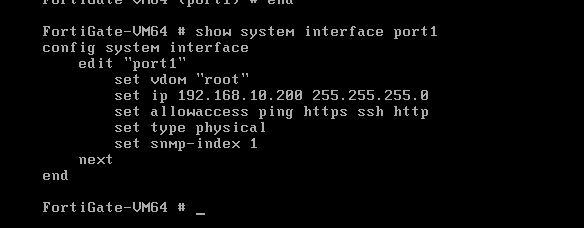 FortiGate-VM64 (port1) # end
FortiGate-VM64 # show system interface port1
config system interface
    edit "port1"
        set vdom "root"
        set ip 192.168.10.200 255.255.255.0
        set allowaccess ping https ssh http
        set type physical
        set snmp-index 1
    next
end
FortiGate-VM64 # _